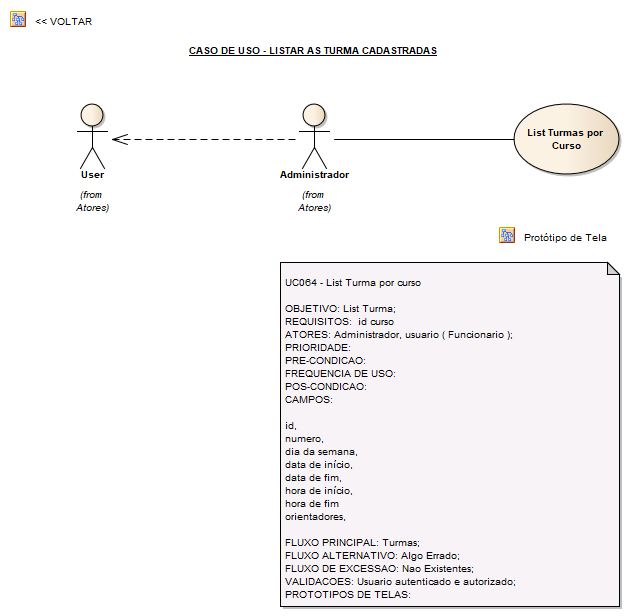 << VOLTAR
CASO DE USO - LISTAR AS TURMA CADASTRADAS
User
(from
Atores)
Administrador
(from
Atores)
List Turmas por
Curso
Protótipo de Tela
UC064 - List Turma por curso
OBJETIVO: List Turma;
REQUISITOS:  id curso
ATORES: Administrador, usuario ( Funcionario );
PRIORIDADE:
PRE-CONDICAO:
FREQUENCIA DE USO:
POS-CONDICAO:
CAMPOS:
id,
numero,
dia da semana,
data de início,
data de fim,
hora de início,
hora de fim
orientadores,
FLUXO PRINCIPAL: Turmas;
FLUXO ALTERNATIVO: Algo Errado;
FLUXO DE EXCESSAO: Nao Existentes;
VALIDACOES: Usuario autenticado e autorizado;
PROTOTIPOS DE TELAS: